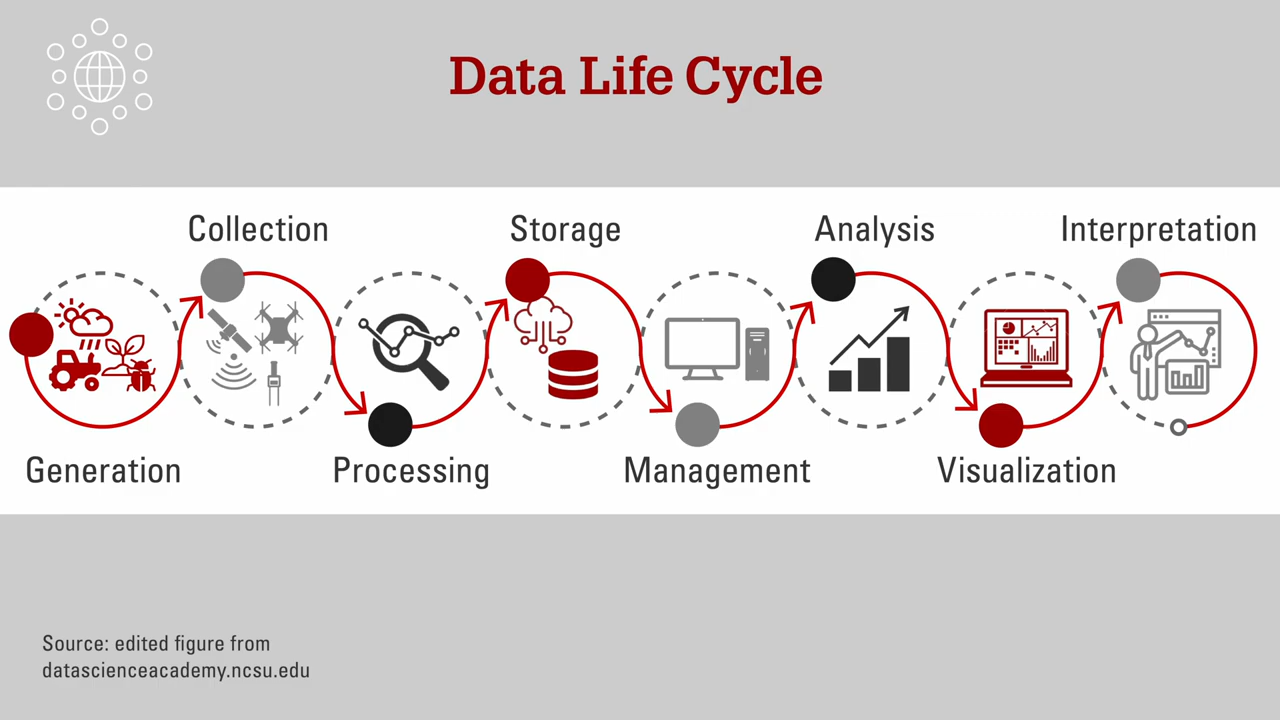 Data Life Cycle
Collection
Storage
Analysis
Interpretation
Generation
Processing
Management
Visualization
Source: edited figure from
datascienceacademy.ncsu.edu